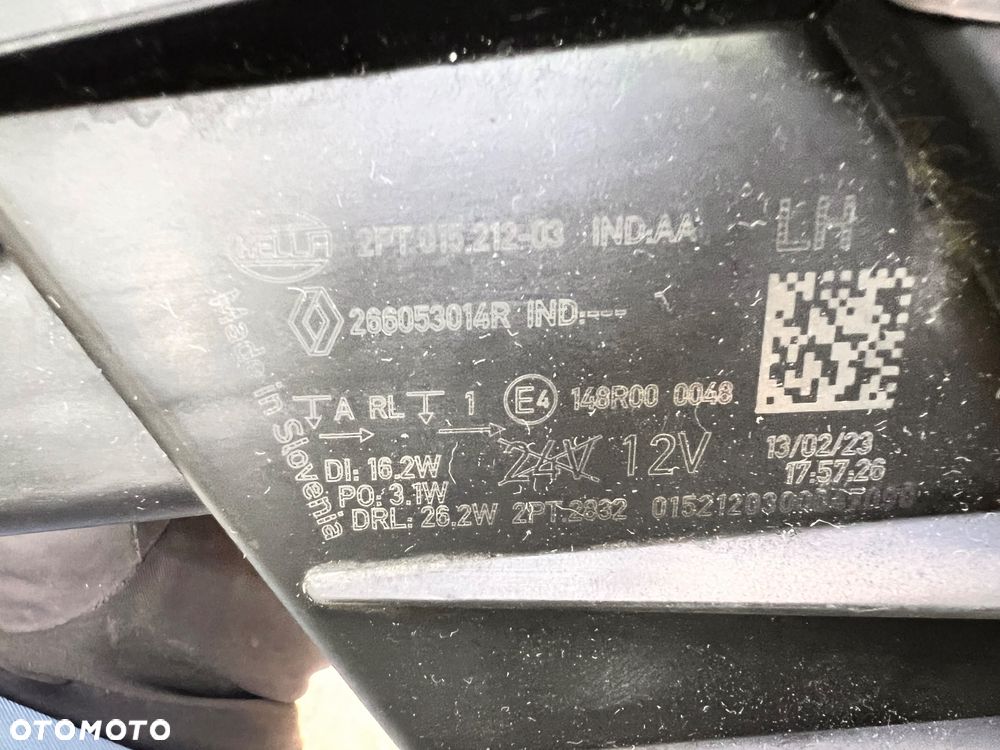 HELLA 2PT.015.212-03 IND:AA LH
266053014R IND:---
Made in Slovenia
A RL 1 E4 148R00 0048
24V 12V
13/02/23
17:57:26
DI: 16.2W
PO: 3.1W
DRL: 26.2W 2PT.2832
OTOMOTO